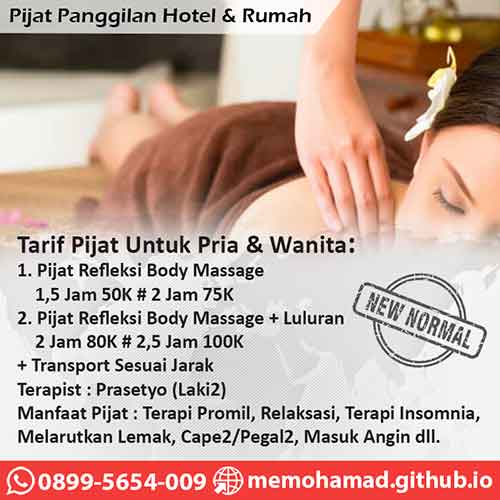 Pijat Panggilan Hotel & Rumah
Tarif Pijat Untuk Pria & Wanita:
1. Pijat Refleksi Body Massage
1,5 Jam 50K # 2 Jam 75K
2. Pijat Refleksi Body Massage + Luluran
2 Jam 80K # 2,5 Jam 100K
+ Transport Sesuai Jarak
Terapist : Prasetyo (Laki2)
Manfaat Pijat : Terapi Promil, Relaksasi, Terapi Insomnia,
Melarutkan Lemak, Cape2/Pegal2, Masuk Angin dll.
NEW NORMAL
0899-5654-009 memohamad.github.io